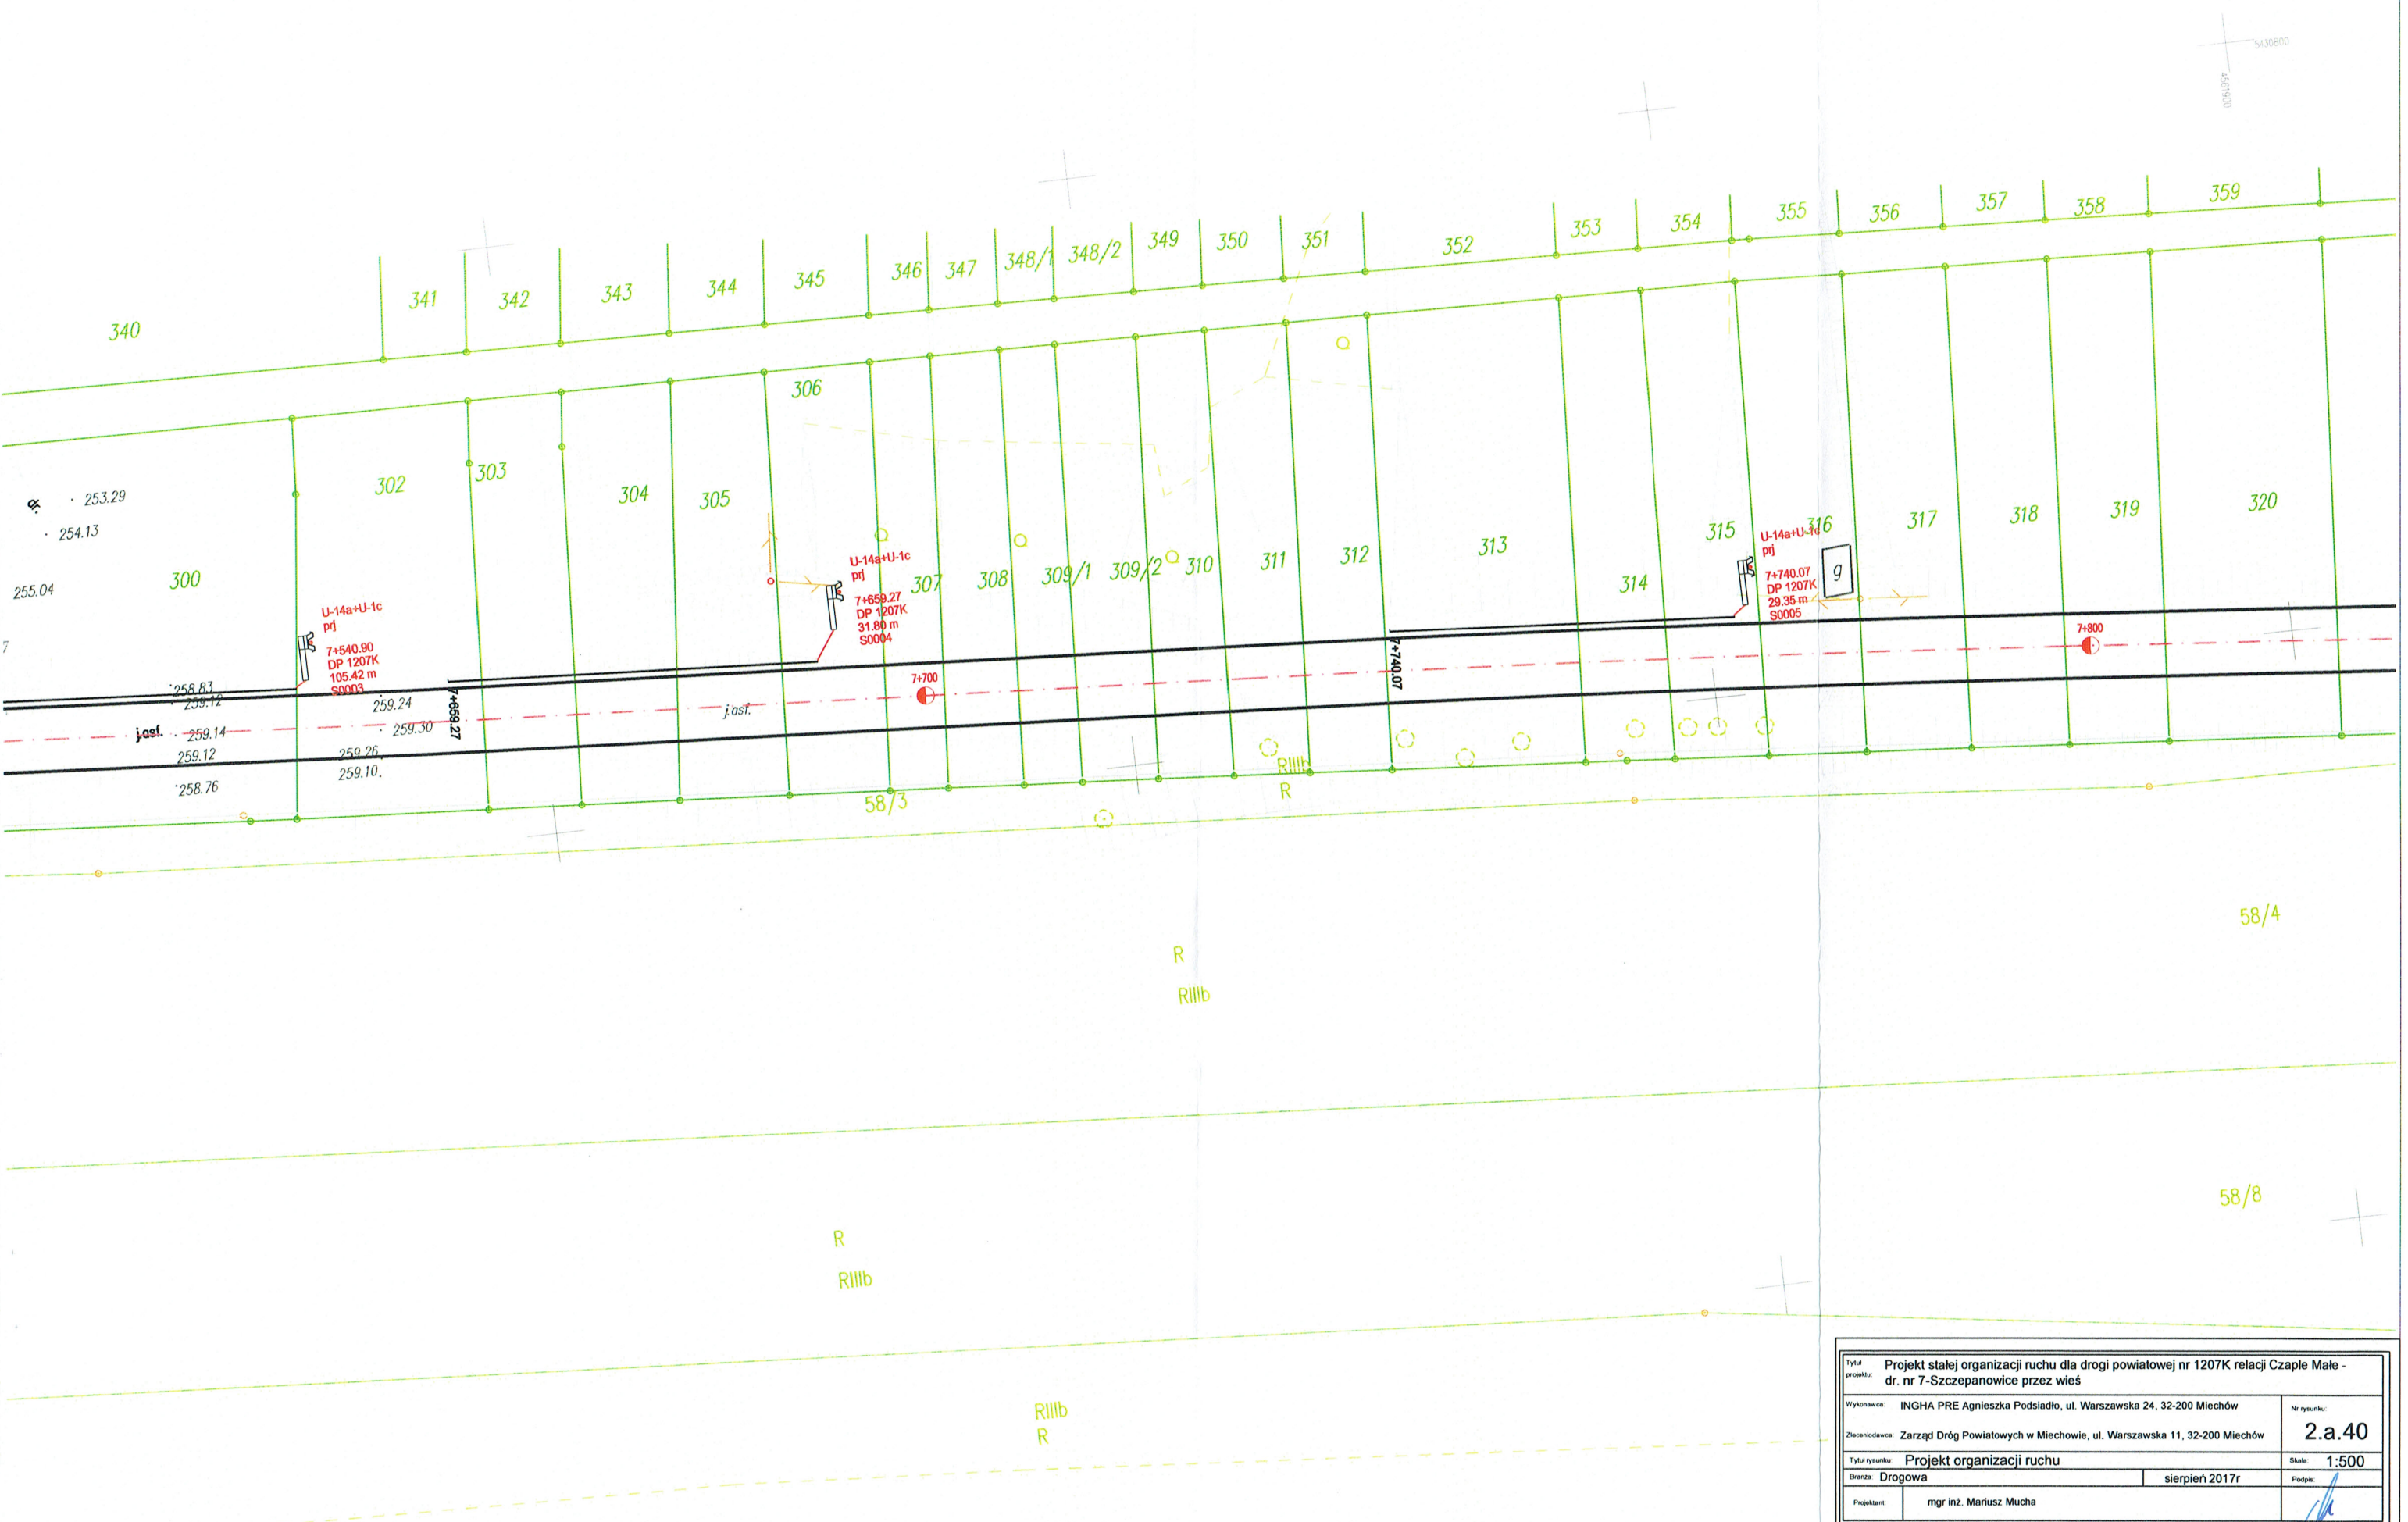 5430800
4561900
340
341
342
343
344
345
346
347
348/1
348/2
349
350
351
352
353
354
355
356
357
358
359
306
302
303
304
305
300
307
308
309/1
309/2
310
311
312
313
314
315
316
317
318
319
320
253.29
254.13
255.04
7
U-14a+U-1c
prj
7+540.90
DP 1207K
105.42 m
S0003
U-14a+U-1c
prj
7+659.27
DP 1207K
31.80 m
S0004
U-14a+U-1c
prj
7+740.07
DP 1207K
29.35 m
S0005
g
258.83
259.12
j.asf.
259.14
259.12
258.76
259.24
259.30
259.26
259.10
7+659.27
j.asf.
7+700
7+740.07
7+800
58/3
RIIIb
R
58/4
R
RIIIb
58/8
R
RIIIb
RIIIb
R
Tytuł projektu: Projekt stałej organizacji ruchu dla drogi powiatowej nr 1207K relacji Czaple Małe -
dr. nr 7-Szczepanowice przez wieś
Wykonawca: INGHA PRE Agnieszka Podsiadło, ul. Warszawska 24, 32-200 Miechów
Nr rysunku:
2.a.40
Zleceniodawca: Zarząd Dróg Powiatowych w Miechowie, ul. Warszawska 11, 32-200 Miechów
Tytuł rysunku: Projekt organizacji ruchu
Skala: 1:500
Branża: Drogowa
sierpień 2017r
Podpis:
Projektant: mgr inż. Mariusz Mucha